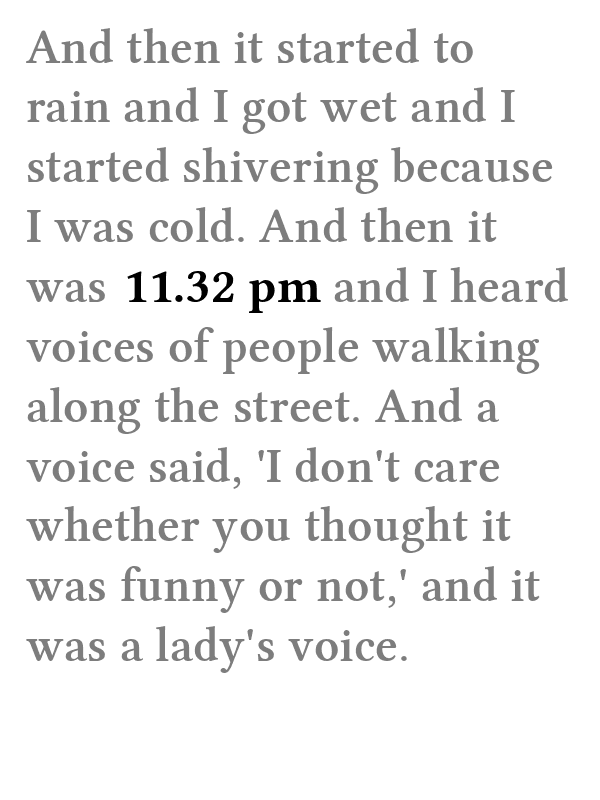 And then it started to
rain and I got wet and I
started shivering because
I was cold. And then it
was 11.32 pm and I heard
voices of people walking
along the street. And a
voice said, 'I don't care
whether you thought it
was funny or not,' and it
was a lady's voice.